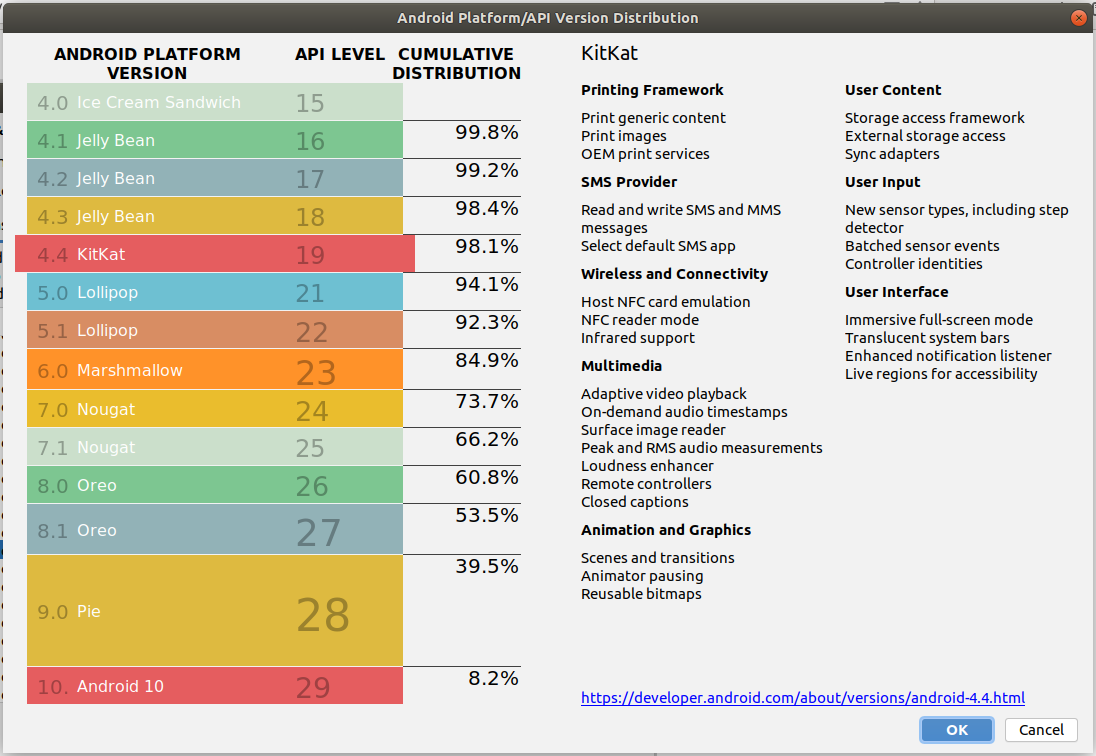 Android Platform/API Version Distribution
ANDROID PLATFORM
VERSION
API LEVEL
CUMULATIVE
DISTRIBUTION
4.0 Ice Cream Sandwich 15
99.8%
4.1 Jelly Bean 16
99.2%
4.2 Jelly Bean 17
98.4%
4.3 Jelly Bean 18
98.1%
4.4 KitKat 19
94.1%
5.0 Lollipop 21
92.3%
5.1 Lollipop 22
84.9%
6.0 Marshmallow 23
73.7%
7.0 Nougat 24
66.2%
7.1 Nougat 25
60.8%
8.0 Oreo 26
53.5%
8.1 Oreo 27
39.5%
9.0 Pie 28
8.2%
10. Android 10 29
KitKat
Printing Framework
Print generic content
Print images
OEM print services
SMS Provider
Read and write SMS and MMS
messages
Select default SMS app
Wireless and Connectivity
Host NFC card emulation
NFC reader mode
Infrared support
Multimedia
Adaptive video playback
On-demand audio timestamps
Surface image reader
Peak and RMS audio measurements
Loudness enhancer
Remote controllers
Closed captions
Animation and Graphics
Scenes and transitions
Animator pausing
Reusable bitmaps
User Content
Storage access framework
External storage access
Sync adapters
User Input
New sensor types, including step
detector
Batched sensor events
Controller identities
User Interface
Immersive full-screen mode
Translucent system bars
Enhanced notification listener
Live regions for accessibility
https://developer.android.com/about/versions/android-4.4.html
OK
Cancel